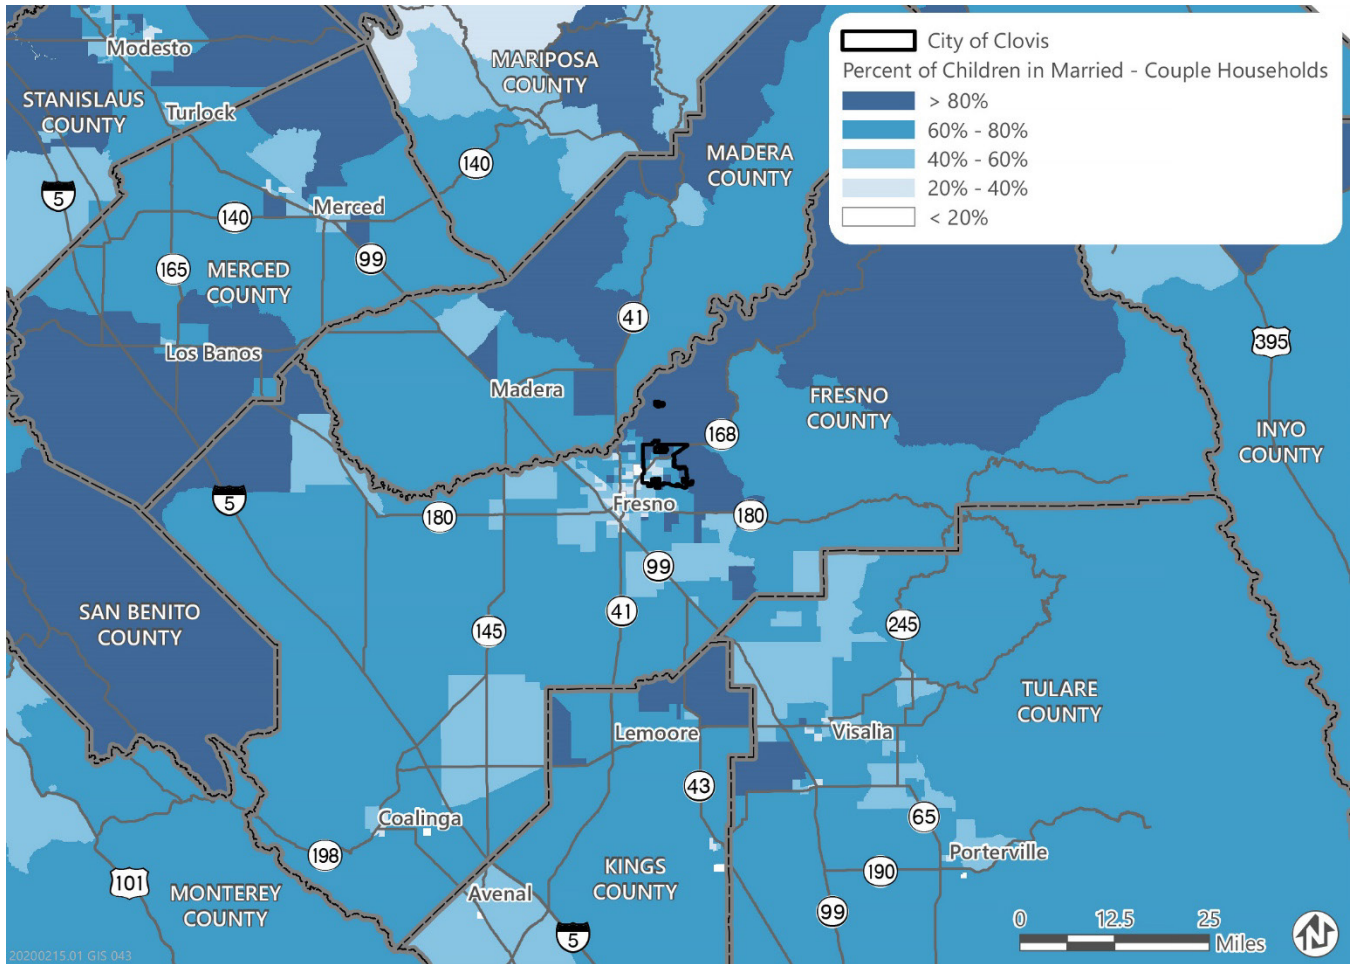 City of Clovis
Percent of Children in Married - Couple Households
> 80%
60% - 80%
40% - 60%
20% - 40%
< 20%
Modesto
MARIPOSA
COUNTY
STANISLAUS
COUNTY
Turlock
MADERA
COUNTY
140
5
Merced
140
99
165
MERCED
COUNTY
41
395
Los Banos
Madera
FRESNO
COUNTY
168
INYO
COUNTY
5
180
Fresno
180
99
SAN BENITO
COUNTY
41
145
245
TULARE
COUNTY
Lemoore
Visalia
43
Coalinga
65
198
Porterville
101
MONTEREY
COUNTY
KINGS
COUNTY
190
Avenal
99
5
0
12.5
25
Miles
N
20200215.01 GIS 043